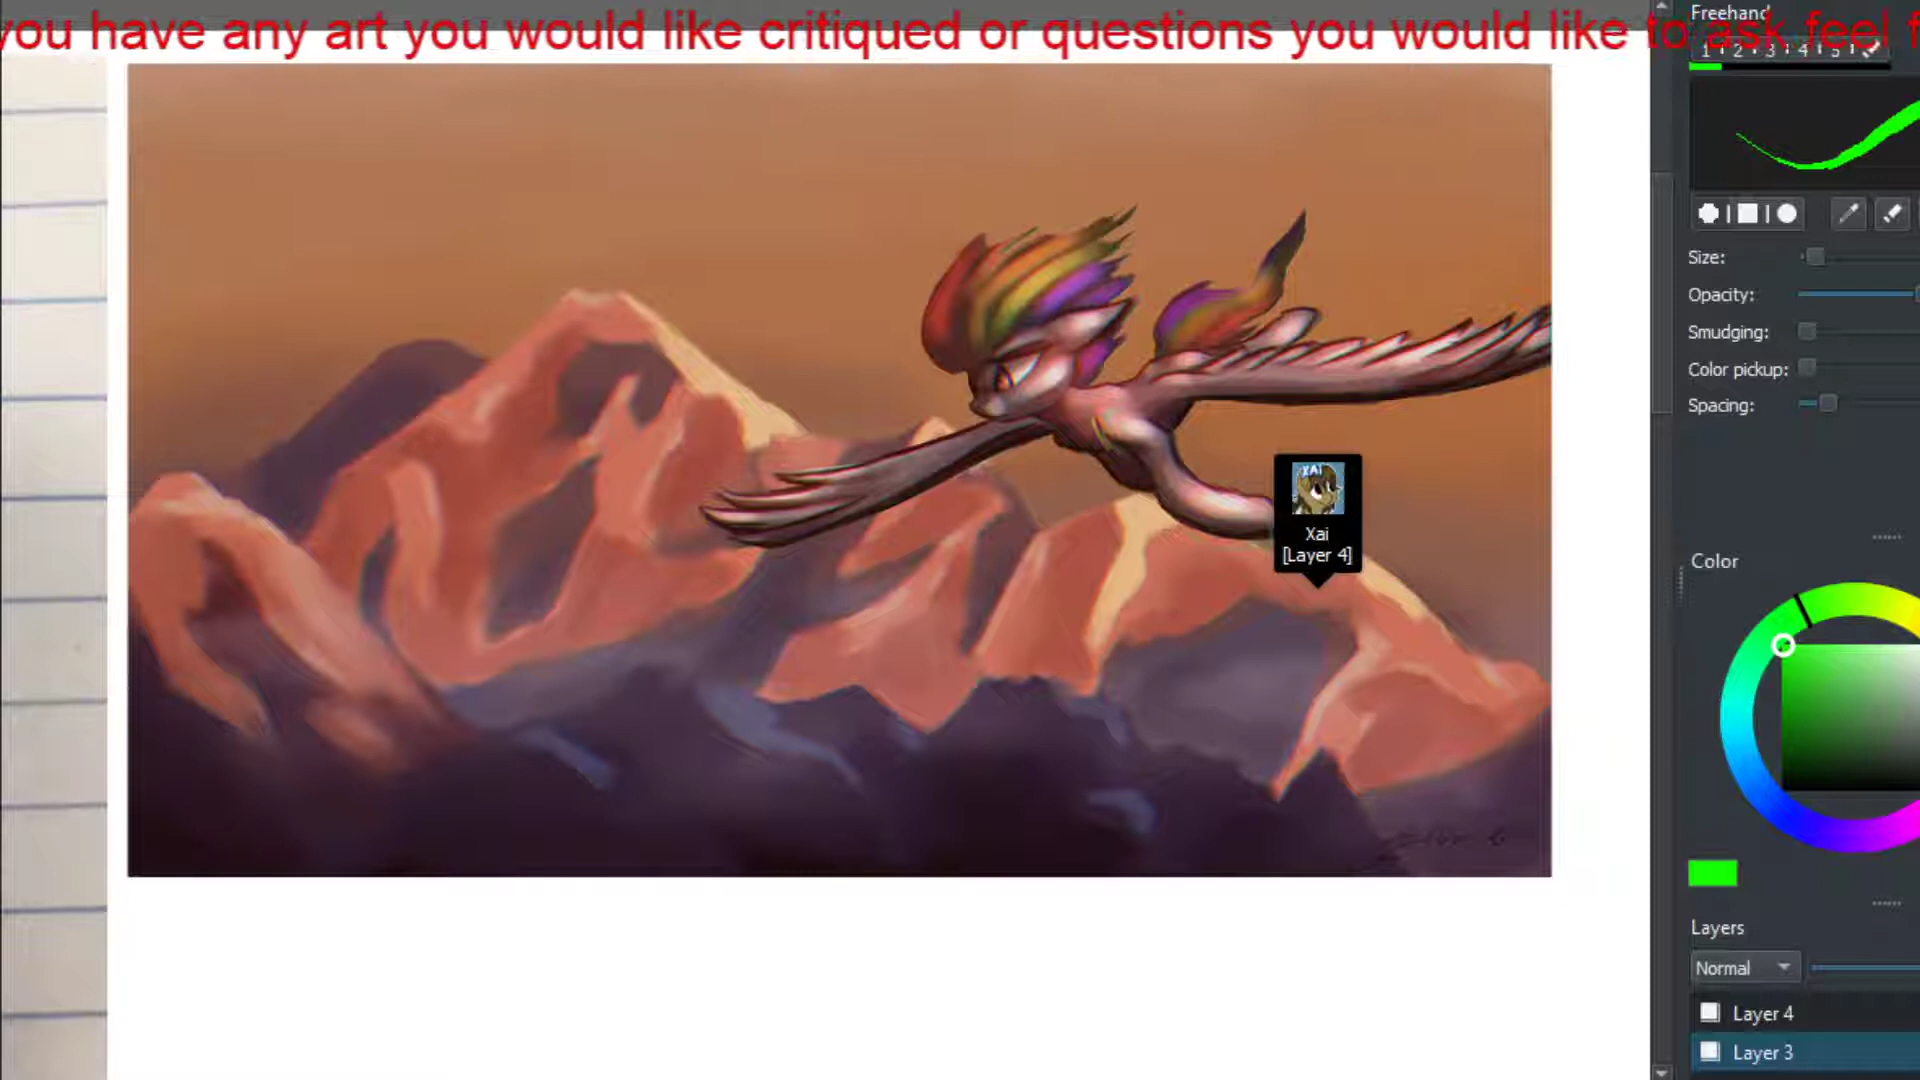 you have any art you would like critiqued or questions you would like to ask feel f
Freehand
1 2 3 4 5
Size:
Opacity:
Smudging:
Color pickup:
Spacing:
XAI
Xai
[Layer 4]
Color
Layers
Normal
Layer 4
Layer 3